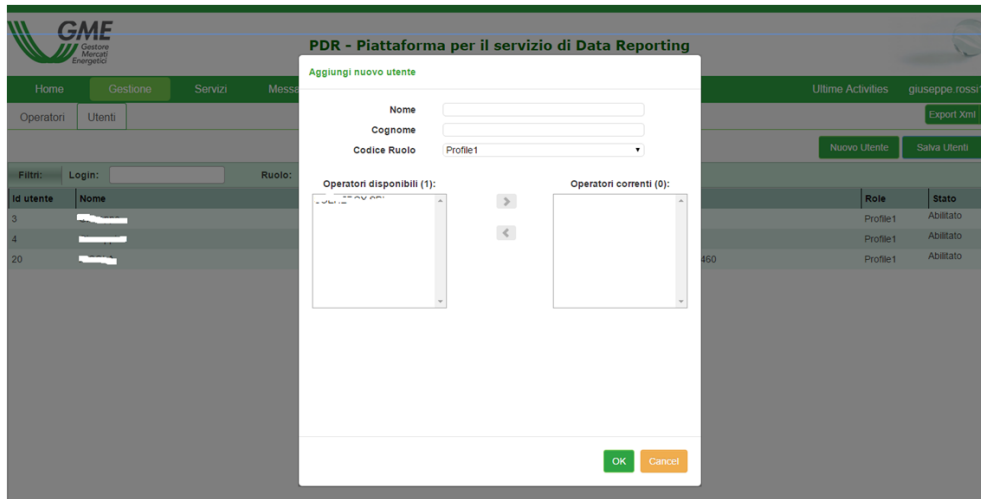 GME
Gestore
Mercati
Energetici
PDR - Piattaforma per il servizio di Data Reporting
Home Gestione Servizi Messa Ultime Activities giuseppe.rossi
Operatori Utenti Export Xml
Nuovo Utente Salva Utenti
Filtri: Login: Ruolo:
Id utente Nome Role Stato
3 Profile1 Abilitato
4 Profile1 Abilitato
20 460 Profile1 Abilitato
Aggiungi nuovo utente
Nome
Cognome
Codice Ruolo Profile1
Operatori disponibili (1): Operatori correnti (0):
OK Cancel